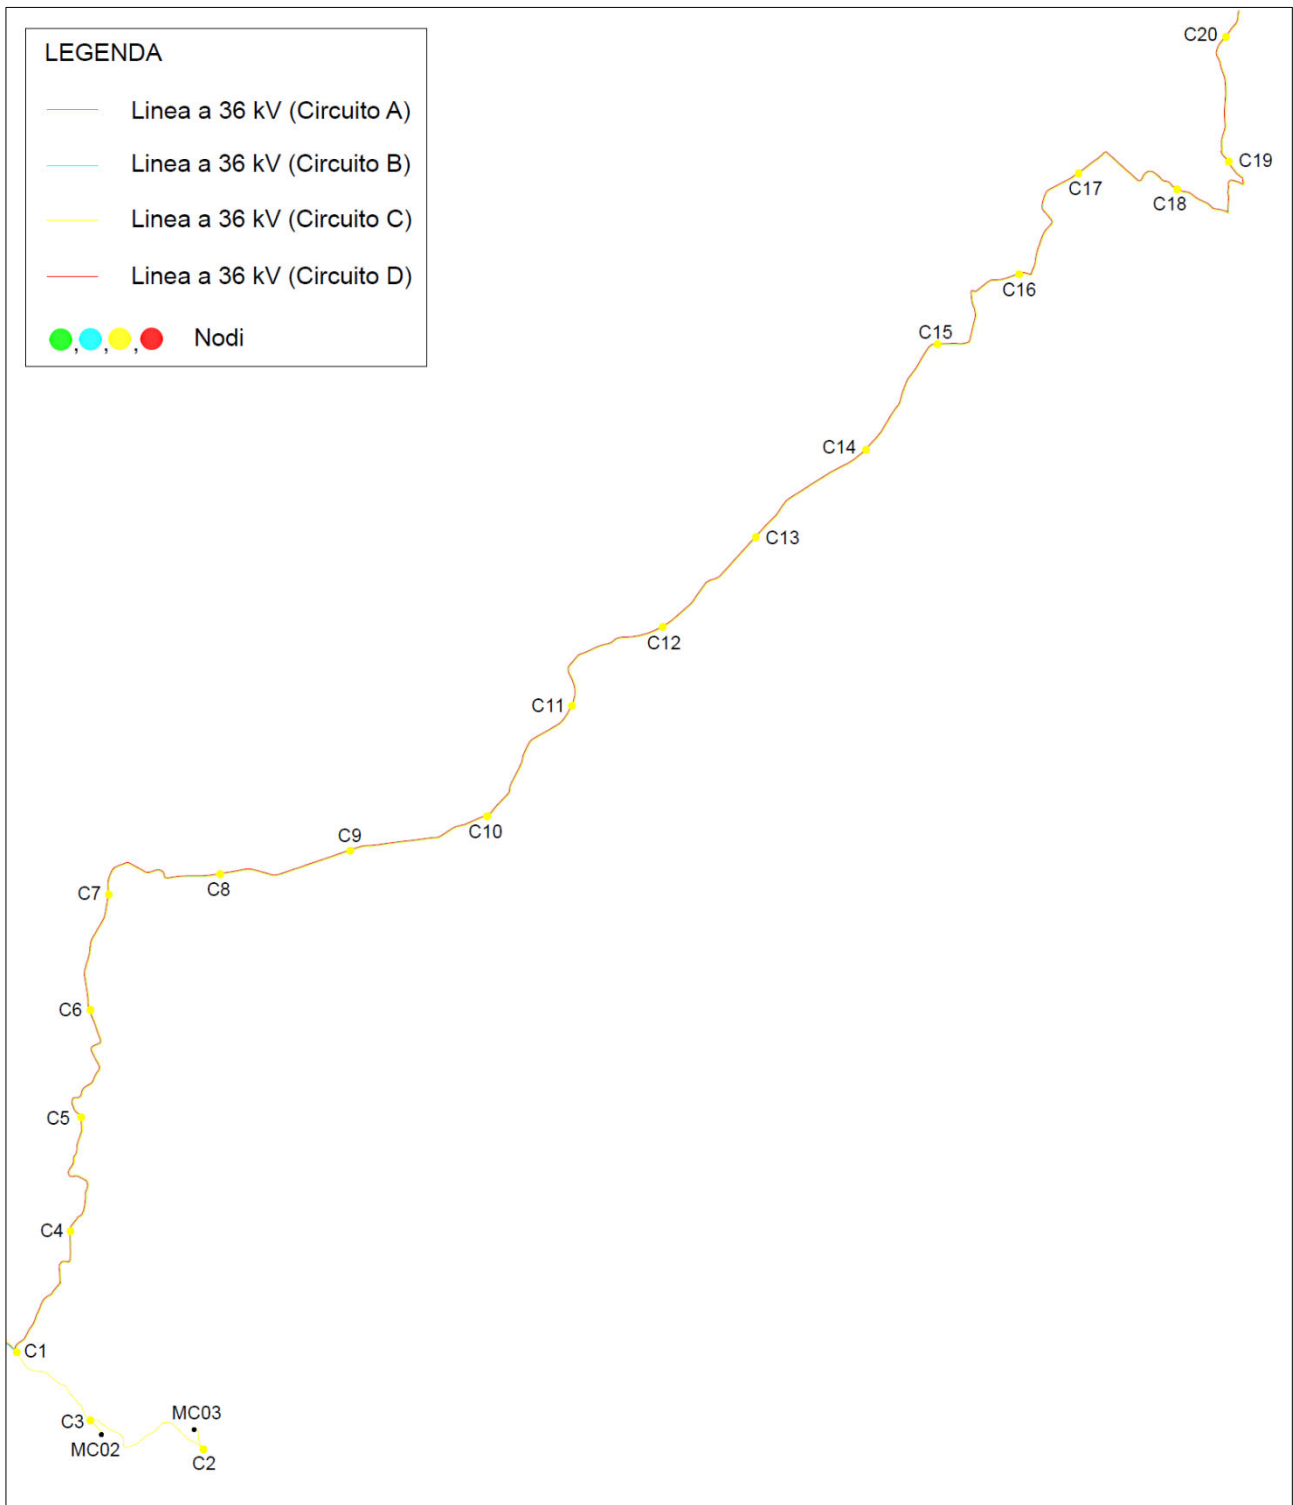 LEGENDA
Linea a 36 kV (Circuito A)
Linea a 36 kV (Circuito B)
Linea a 36 kV (Circuito C)
Linea a 36 kV (Circuito D)
, , , Nodi
C20
C19
C17
C18
C16
C15
C14
C13
C12
C11
C10
C9
C8
C7
C6
C5
C4
C1
C3
MC03
MC02
C2